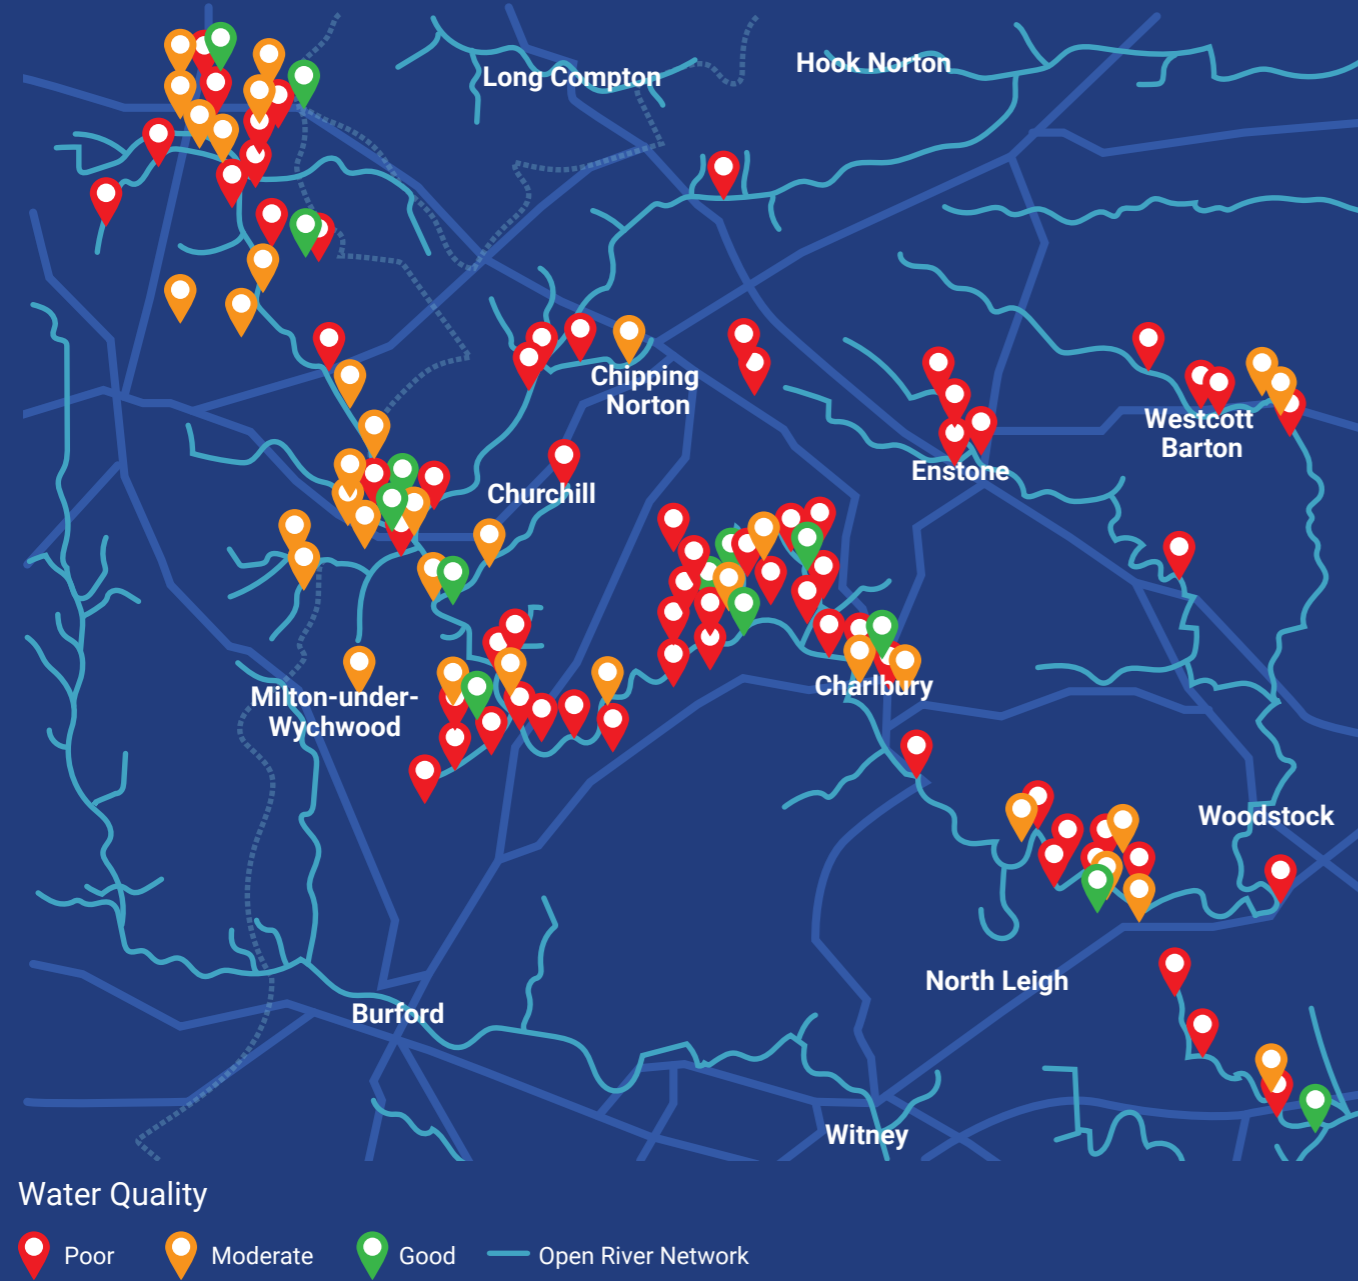 Long Compton
Hook Norton
Chipping
Norton
Westcott
Barton
Enstone
Churchill
Milton-under-
Wychwood
Charlbury
Woodstock
North Leigh
Burford
Witney
Water Quality
Poor
Moderate
Good
Open River Network